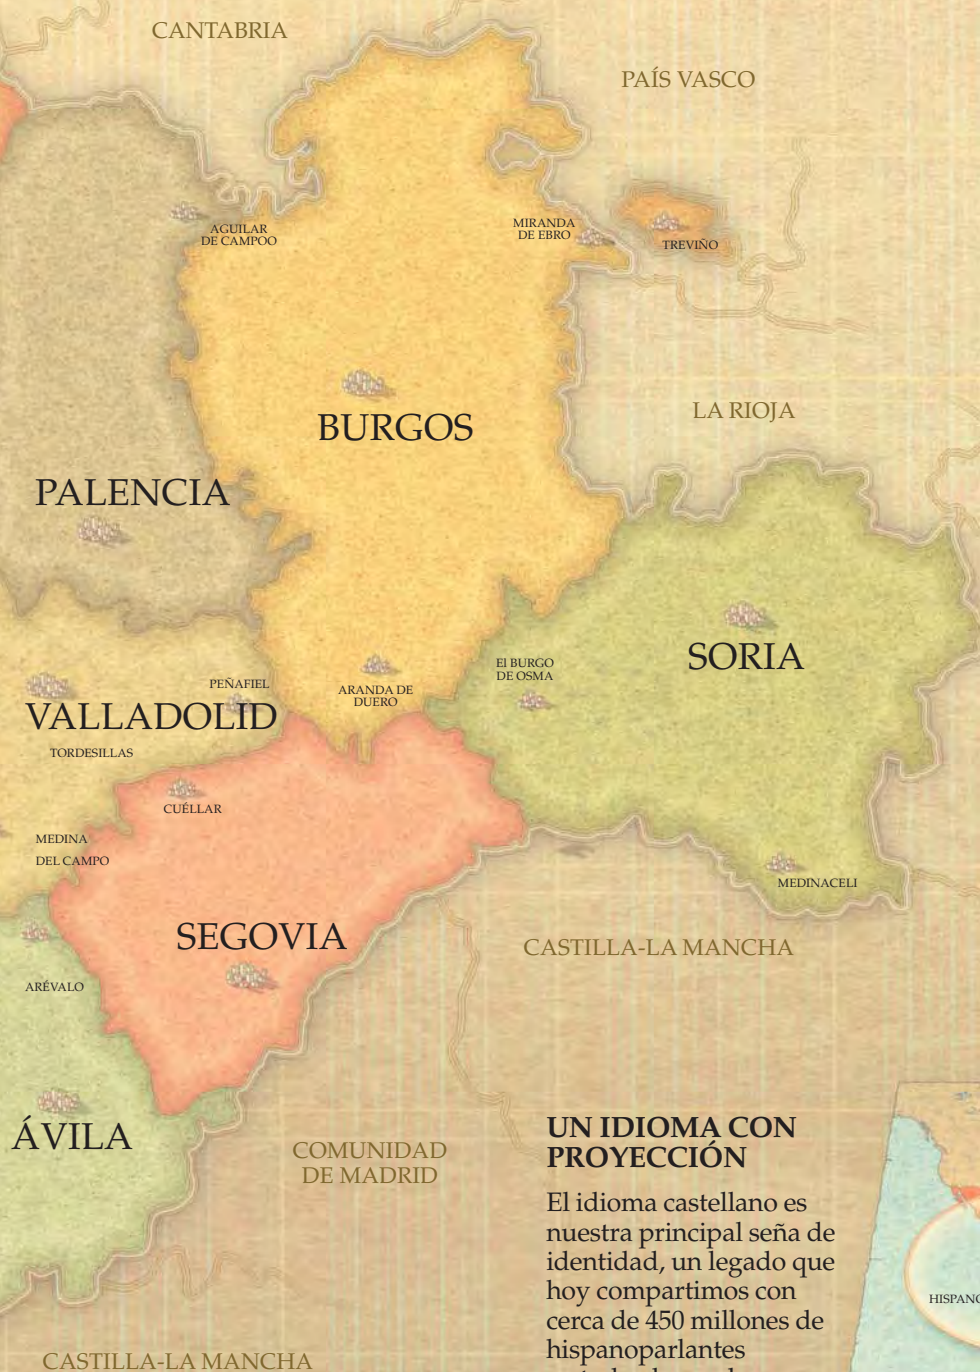 CANTABRIA
PAÍS VASCO
AGUILAR
DE CAMPOO
MIRANDA
DE EBRO
TREVIÑO
LA RIOJA
BURGOS
PALENCIA
El BURGO
DE OSMA
SORIA
PEÑAFIEL
ARANDA DE
DUERO
VALLADOLID
TORDESILLAS
CUÉLLAR
MEDINA
DEL CAMPO
MEDINACELI
SEGOVIA
CASTILLA-LA MANCHA
ARÉVALO
ÁVILA
COMUNIDAD
DE MADRID
UN IDIOMA CON
PROYECCIÓN
El idioma castellano es
nuestra principal seña de
identidad, un legado que
hoy compartimos con
cerca de 450 millones de
hispanoparlantes
HISPANO
CASTILLA-LA MANCHA